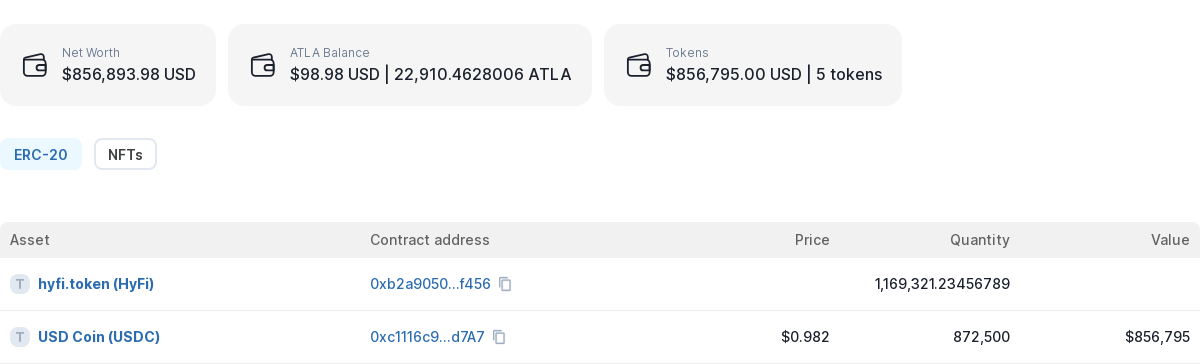 Net Worth
$856,893.98 USD
ATLA Balance
$98.98 USD | 22,910.4628006 ATLA
Tokens
$856,795.00 USD | 5 tokens
ERC-20
NFTs
Asset Contract address Price Quantity Value
T hyfi.token (HyFi) 0xb2a9050...f456 1,169,321.23456789
T USD Coin (USDC) 0xc1116c9...d7A7 $0.982 872,500 $856,795